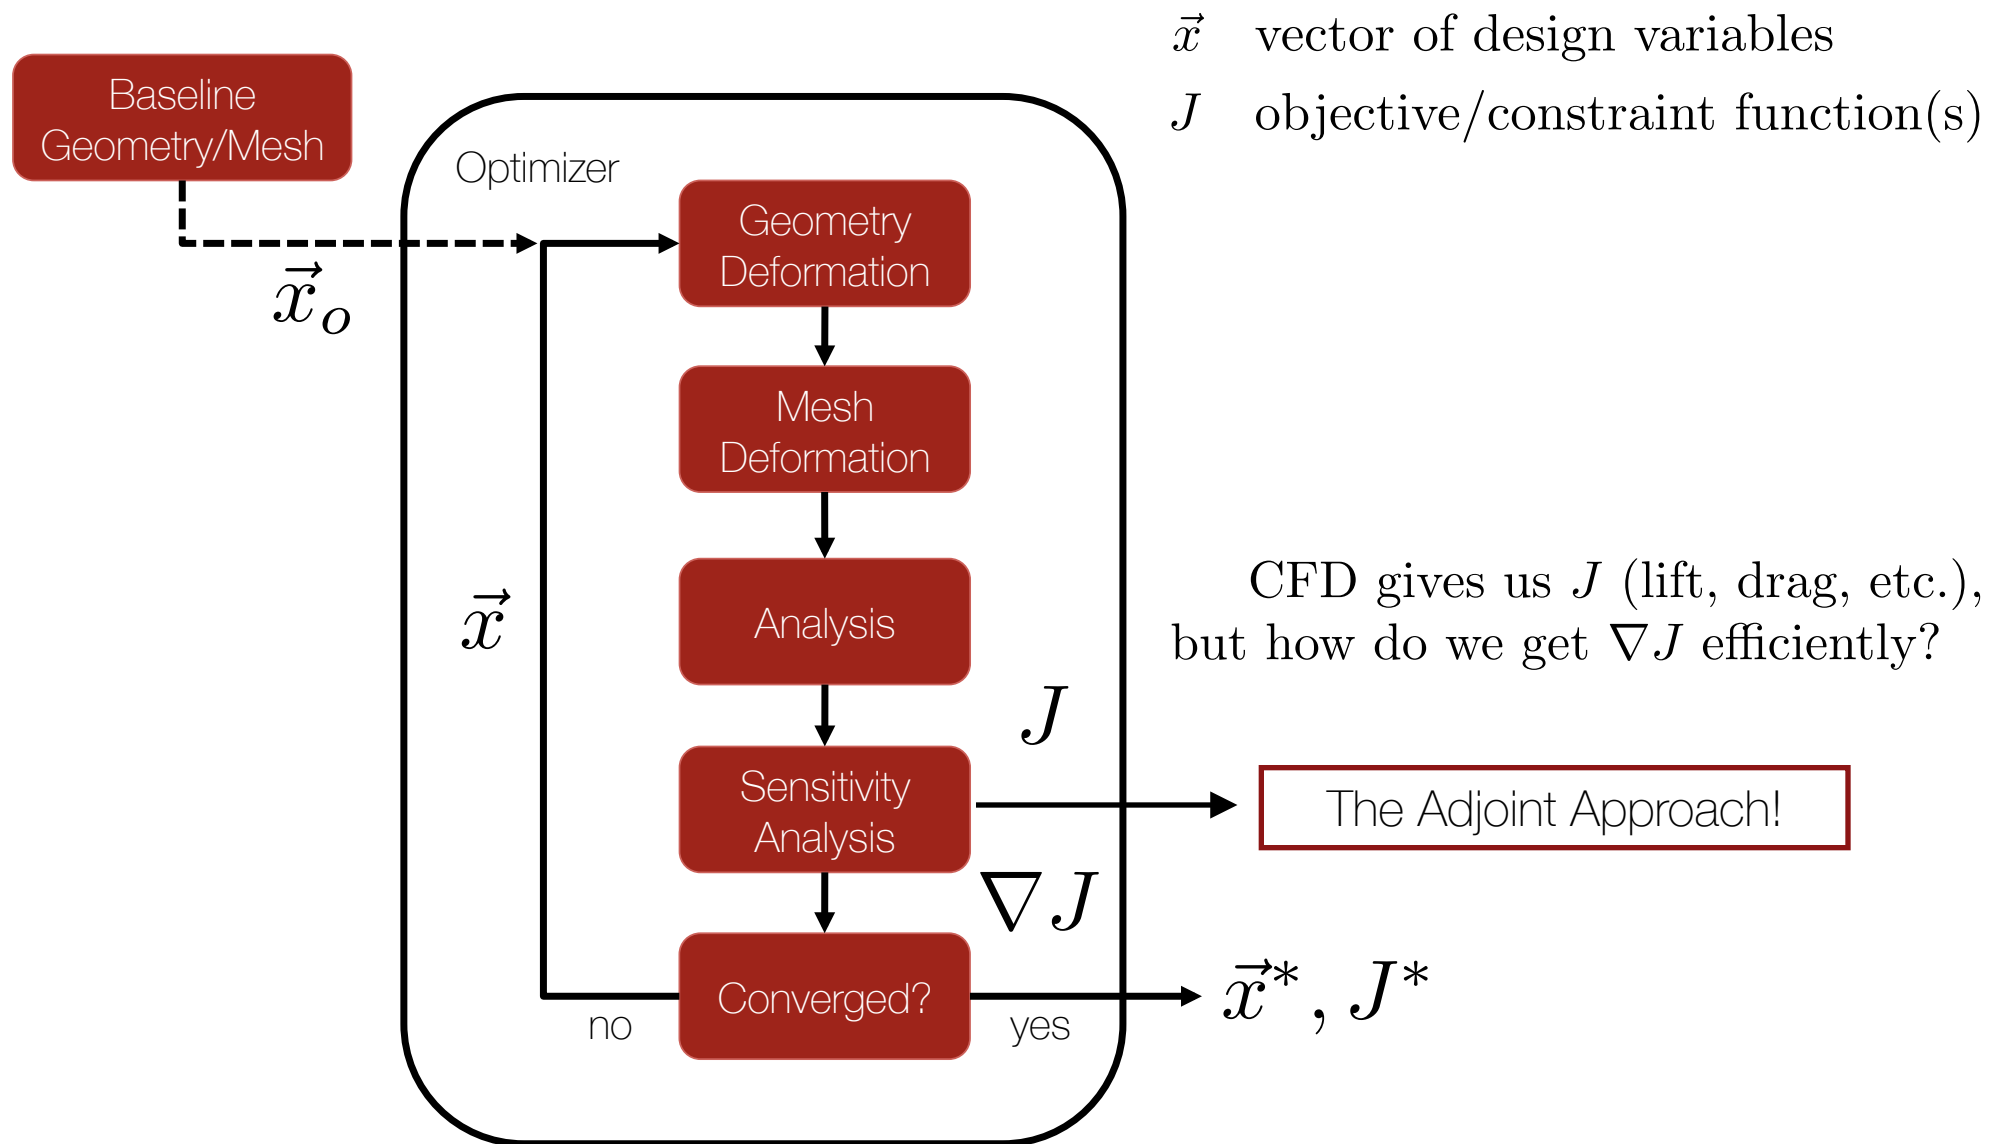 x⃗ vector of design variables
J objective/constraint function(s)
Baseline
Geometry/Mesh
Optimizer
x⃗ₒ
Geometry
Deformation
Mesh
Deformation
x⃗
Analysis
CFD gives us J (lift, drag, etc.),
but how do we get ∇J efficiently?
J
Sensitivity
Analysis
The Adjoint Approach!
∇J
Converged?
no
yes
x⃗*, J*